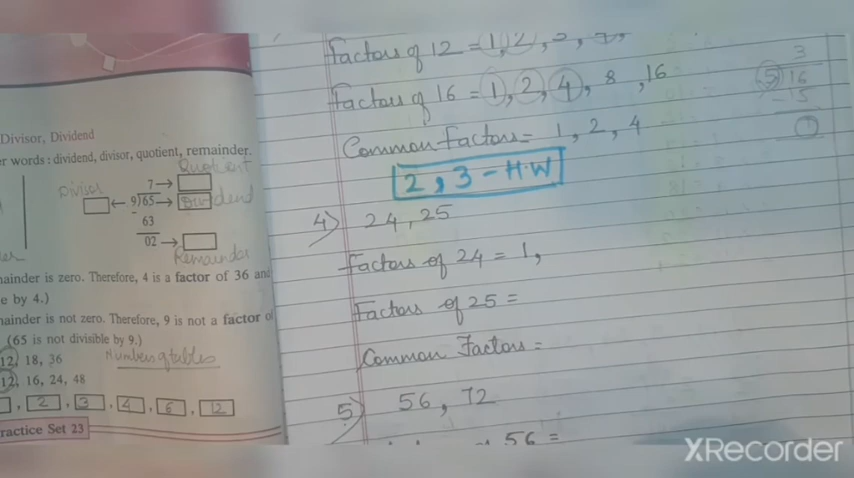 Divisor, Dividend
er words : dividend, divisor, quotient, remainder.
Quotient
Divisor
7→
← 9)65→ Dividend
- 63
02 →
Remainder
mainder is zero. Therefore, 4 is a factor of 36 and
e by 4.)
mainder is not zero. Therefore, 9 is not a factor of
(65 is not divisible by 9.)
12, 18, 36 Number of tables
12, 16, 24, 48
, 2 , 3 , 4 , 6 , 12
ractice Set 23
Factors of 12 = 1, 2,
Factors of 16 = 1, 2, 4, 8, 16
3
5)16
- 15
1
Common Factors = 1, 2, 4
2, 3 - H.W
4) 24, 25
Factors of 24 = 1,
Factors of 25 =
Common Factors =
5) 56, 72
56 =
XRecorder